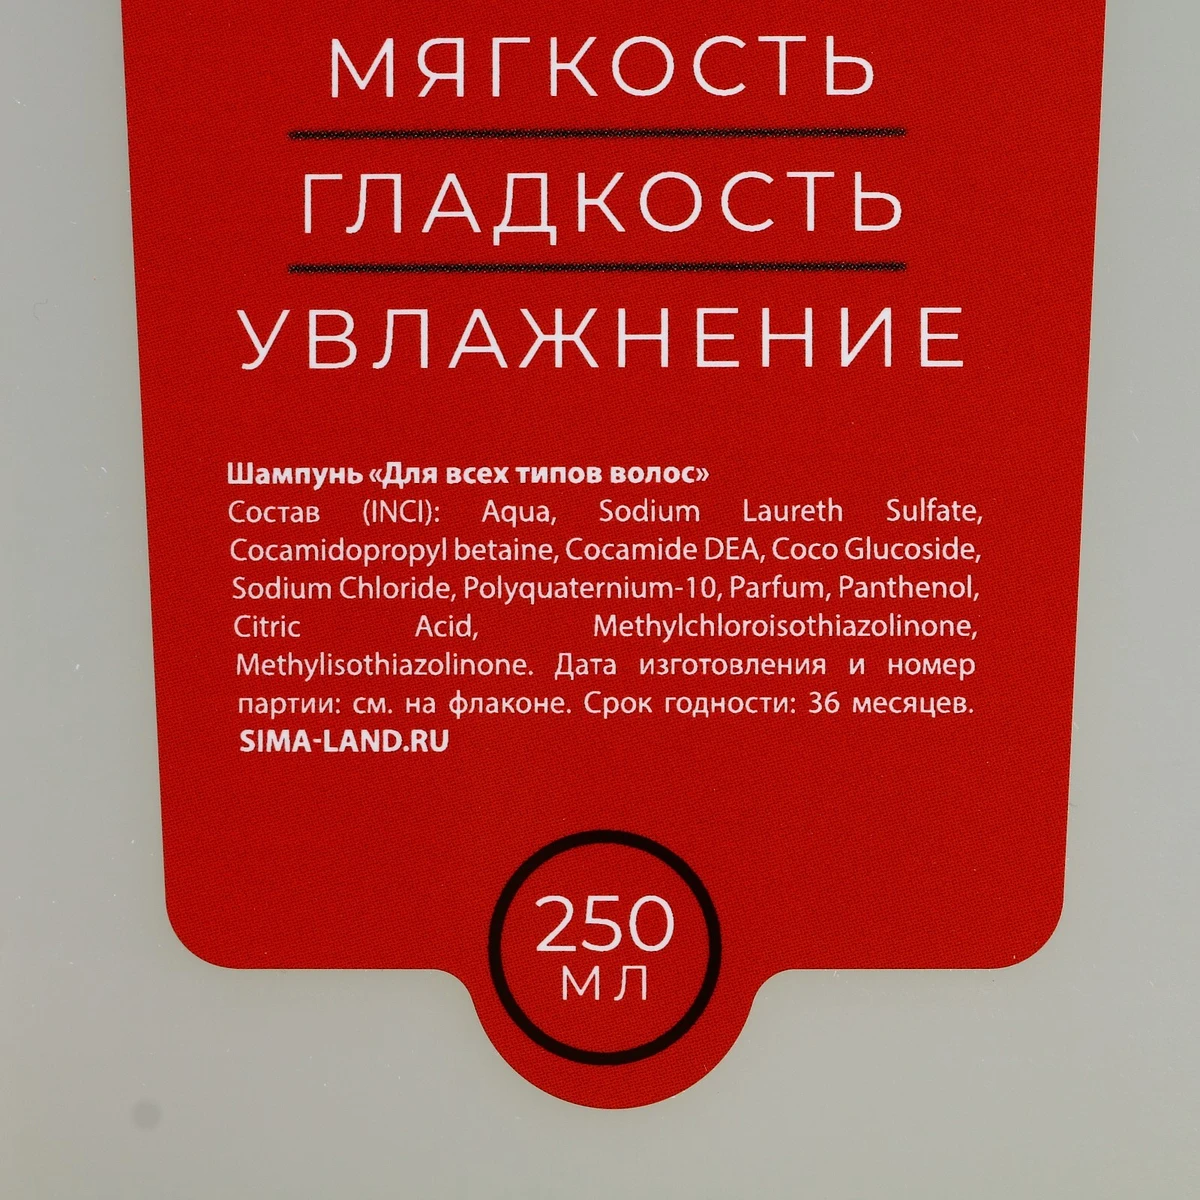 МЯГКОСТЬ
ГЛАДКОСТЬ
УВЛАЖНЕНИЕ
Шампунь «Для всех типов волос»
Состав (INCI): Aqua, Sodium Laureth Sulfate,
Cocamidopropyl betaine, Cocamide DEA, Coco Glucoside,
Sodium Chloride, Polyquaternium-10, Parfum, Panthenol,
Citric Acid, Methylchloroisothiazolinone,
Methylisothiazolinone. Дата изготовления и номер
партии: см. на флаконе. Срок годности: 36 месяцев.
SIMA-LAND.RU
250
МЛ